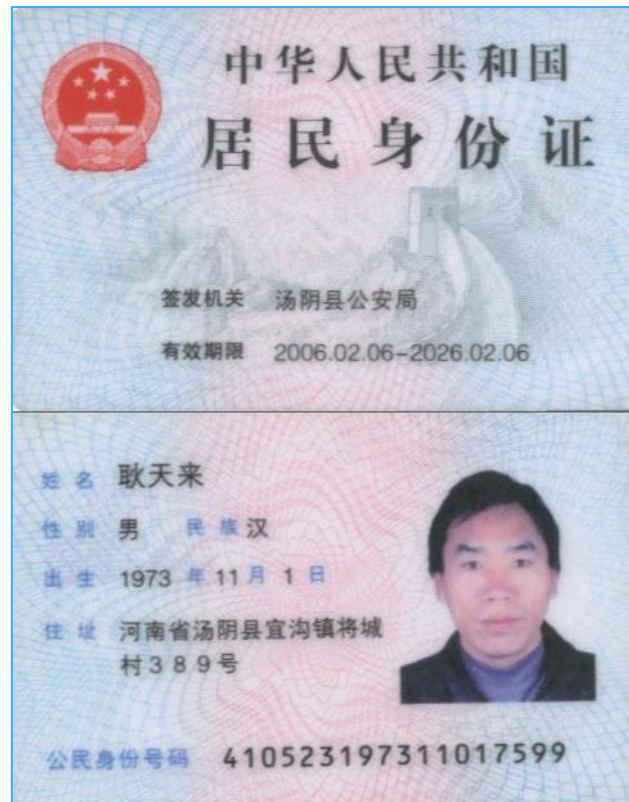 中华人民共和国
居民身份证
签发机关 汤阴县公安局
有效期限 2006.02.06-2026.02.06
姓名 耿天来
性别 男 民族 汉
出生 1973 年 11 月 1 日
住址 河南省汤阴县宜沟镇将城
村389号
公民身份号码 410523197311017599